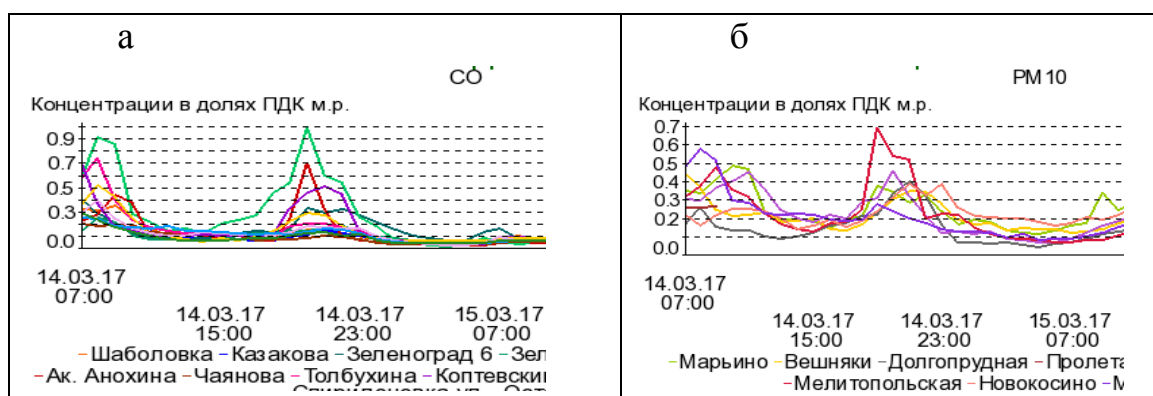 а
CO
Концентрации в долях ПДК м.р.
0.9
0.7
0.5
0.3
0.0
14.03.17
07:00
14.03.17
15:00
14.03.17
23:00
15.03.17
07:00
Шаболовка Казакова Зеленоград 6 Зел
Ак. Анохина Чаянова Толбухина Коптевски
б
PM10
Концентрации в долях ПДК м.р.
0.7
0.6
0.5
0.4
0.3
0.2
0.0
14.03.17
07:00
14.03.17
15:00
14.03.17
23:00
15.03.17
07:00
Марьино Вешняки Долгопрудная Пролета
Мелитопольская Новокосино М